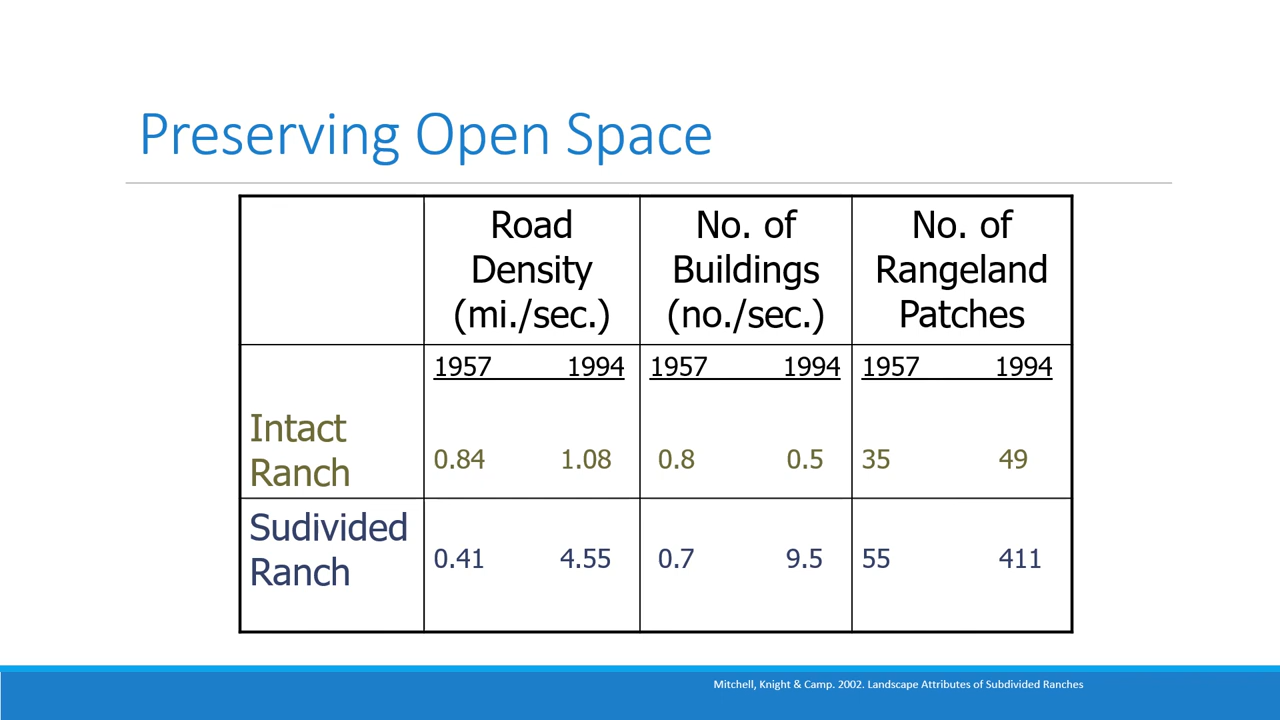 Preserving Open Space
Road
Density
(mi./sec.)
No. of
Buildings
(no./sec.)
No. of
Rangeland
Patches
1957 1994 1957 1994 1957 1994
Intact
Ranch
0.84 1.08 0.8 0.5 35 49
Sudivided
Ranch
0.41 4.55 0.7 9.5 55 411
Mitchell, Knight & Camp. 2002. Landscape Attributes of Subdivided Ranches